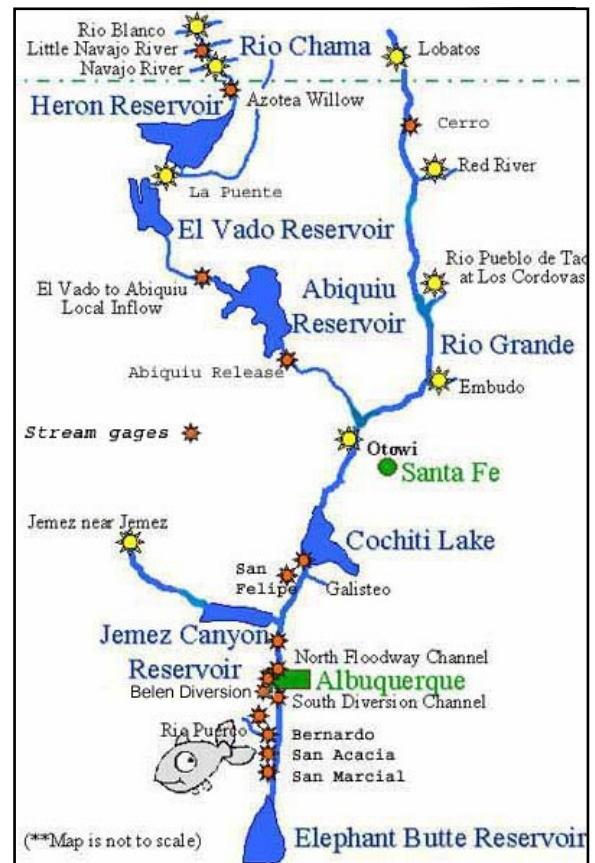 Rio Blanco
Little Navajo River
Navajo River
Rio Chama
Lobatos
Heron Reservoir
Azotea Willow
Cerro
La Puente
Red River
El Vado Reservoir
El Vado to Abiquiu
Local Inflow
Abiquiu
Reservoir
Rio Pueblo de Tao
at Los Cordovas
Rio Grande
Abiquiu Release
Embudo
Stream gages
Otowi
Santa Fe
Jemez near Jemez
Cochiti Lake
San
Felipe
Galisteo
Jemez Canyon
Reservoir
North Floodway Channel
Albuquerque
Belen Diversion
South Diversion Channel
Rio Puerco
Bernardo
San Acacia
San Marcial
(**Map is not to scale)
Elephant Butte Reservoir